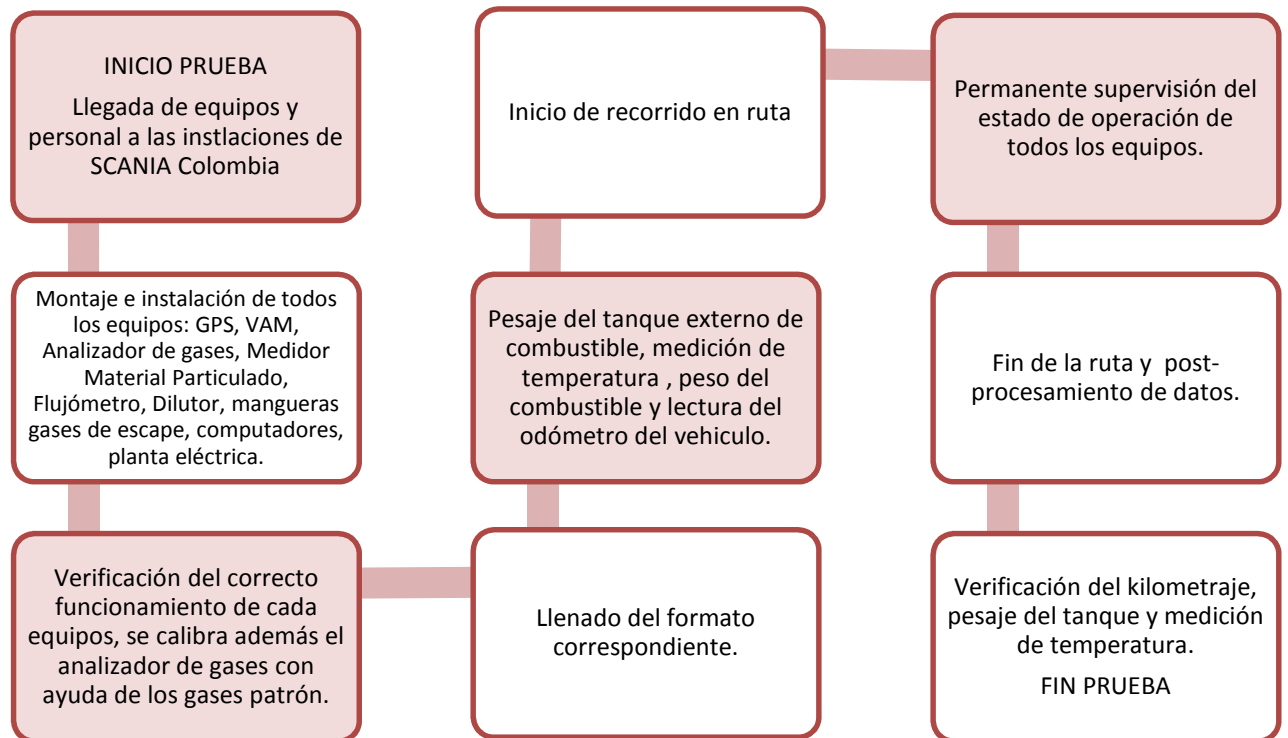 INICIO PRUEBA
Llegada de equipos y
personal a las instlaciones de
SCANIA Colombia
Montaje e instalación de todos
los equipos: GPS, VAM,
Analizador de gases, Medidor
Material Particulado,
Flujómetro, Dilutor, mangueras
gases de escape, computadores,
planta eléctrica.
Verificación del correcto
funcionamiento de cada
equipos, se calibra además el
analizador de gases con
ayuda de los gases patrón.
Llenado del formato
correspondiente.
Pesaje del tanque externo de
combustible, medición de
temperatura , peso del
combustible y lectura del
odómetro del vehiculo.
Inicio de recorrido en ruta
Permanente supervisión del
estado de operación de
todos los equipos.
Fin de la ruta y post-
procesamiento de datos.
Verificación del kilometraje,
pesaje del tanque y medición
de temperatura.
FIN PRUEBA